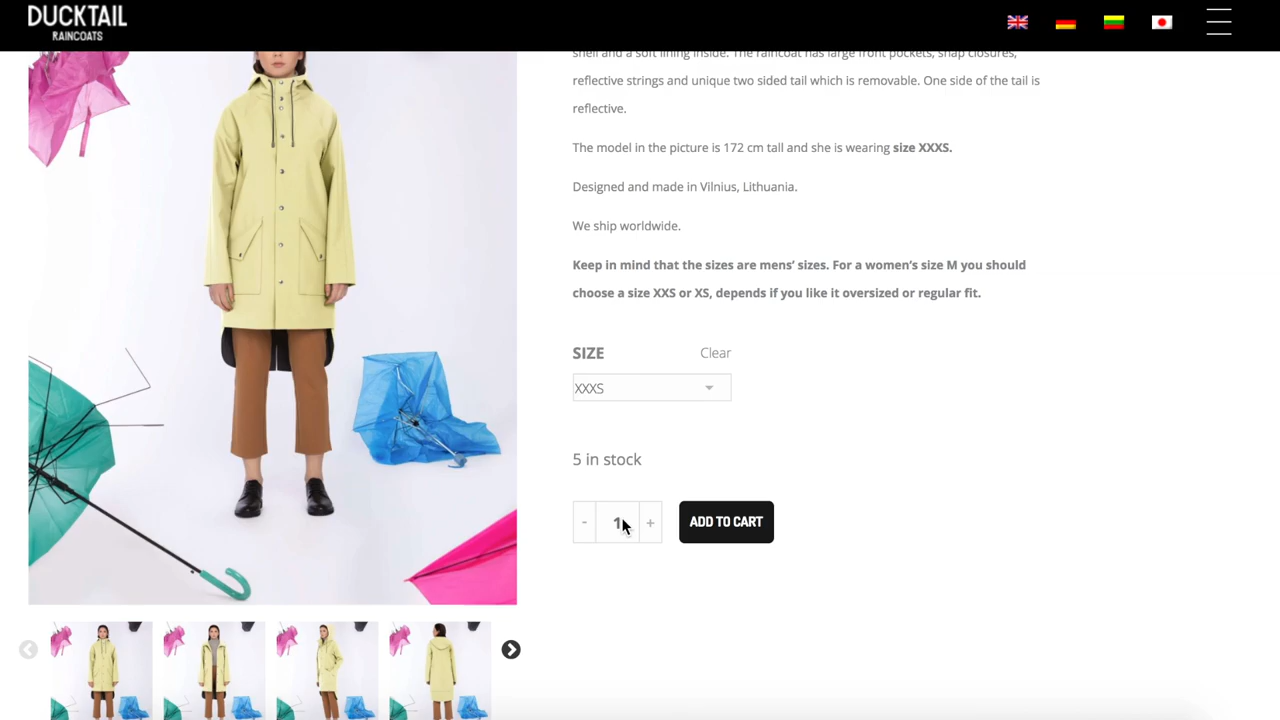 DUCKTAIL
RAINCOATS
shell and a soft lining inside. The raincoat has large front pockets, snap closures,
reflective strings and unique two sided tail which is removable. One side of the tail is
reflective.
The model in the picture is 172 cm tall and she is wearing size XXXS.
Designed and made in Vilnius, Lithuania.
We ship worldwide.
Keep in mind that the sizes are mens’ sizes. For a women’s size M you should
choose a size XXS or XS, depends if you like it oversized or regular fit.
SIZE Clear
XXXS
5 in stock
- 1 + ADD TO CART